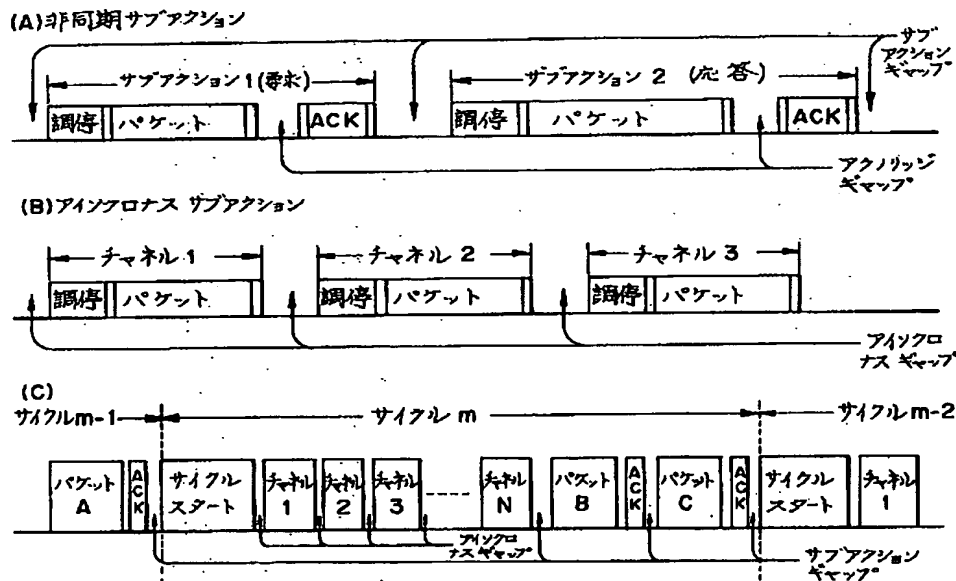 (A)非同期サブアクション
サブ
アクション
ギャップ
サブアクション1(要求)
サブアクション 2 (応答)
調停 パケット ACK 調停 パケット ACK
アクノリッジ
ギャップ
(B)アイソクロナス サブアクション
チャネル 1 チャネル 2 チャネル 3
調停 パケット 調停 パケット 調停 パケット
アイソクロ
ナス ギャップ
(C)
サイクルm-1 サイクル m サイクルm-2
パケット
A
ACK
サイクル
スタート
チャネル
1
チャネル
2
チャネル
3
チャネル
N
パケット
B
ACK
パケット
C
ACK
サイクル
スタート
チャネル
1
アイソクロ
ナスギャップ
サブアクション
ギャップ